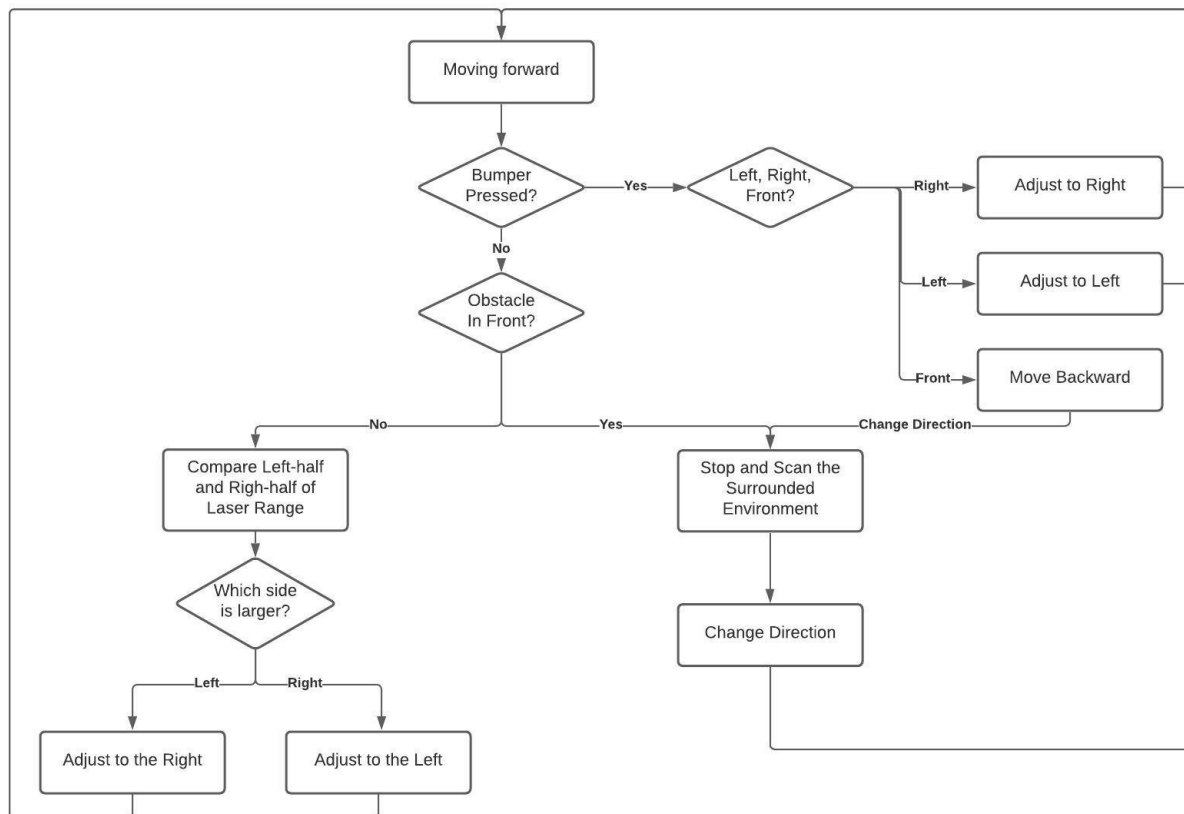 Moving forward
Bumper
Pressed?
Yes
Left, Right,
Front?
Right
Adjust to Right
Left
Adjust to Left
Front
Move Backward
No
Obstacle
In Front?
No
Yes
Change Direction
Compare Left-half
and Righ-half of
Laser Range
Stop and Scan the
Surrounded
Environment
Which side
is larger?
Change Direction
Left
Right
Adjust to the Right
Adjust to the Left